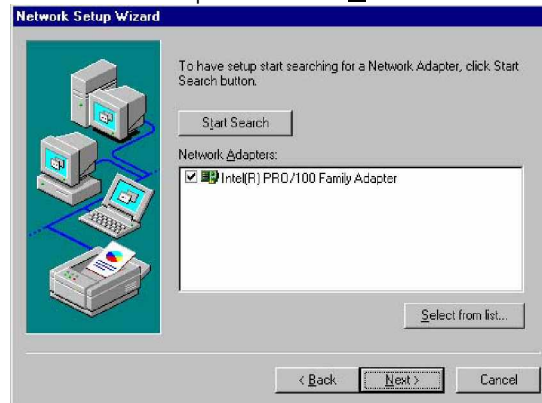 Network Setup Wizard
To have setup start searching for a Network Adapter, click Start
Search button.
Start Search
Network Adapters:
Intel(R) PRO/100 Family Adapter
Select from list...
< Back
Next >
Cancel